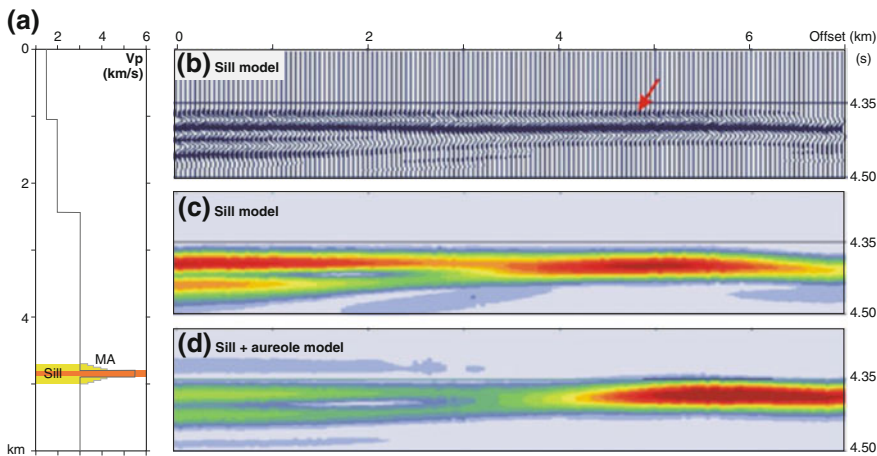 (a)
0 2 4 6
Vp
(km/s)
2
4
km
Sill
MA
0 2 4 6 Offset (km)
(s)
(b) Sill model
4.35
4.50
(c) Sill model
4.35
4.50
(d) Sill + aureole model
4.35
4.50